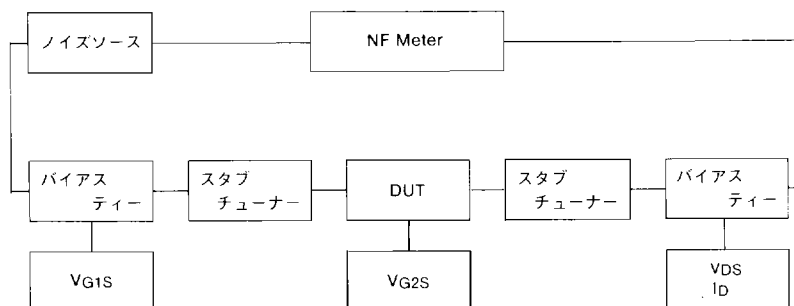 ノイズソース
NF Meter
バイアス
ティー
スタブ
チューナー
DUT
スタブ
チューナー
バイアス
ティー
VG1S
VG2S
VDS
ID